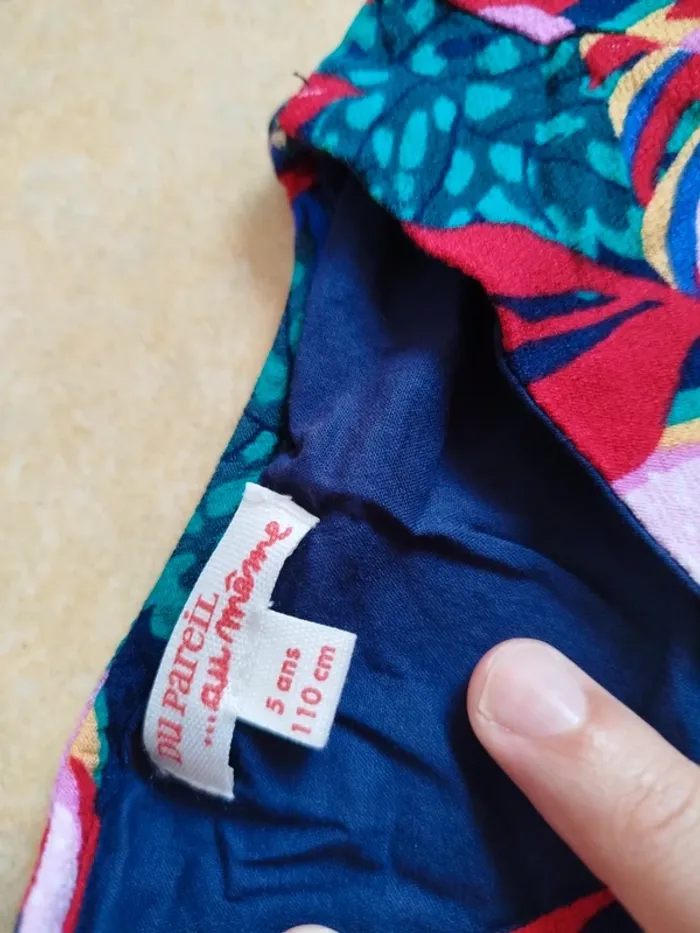 DU PAREIL
...au même
5 ans
110 cm